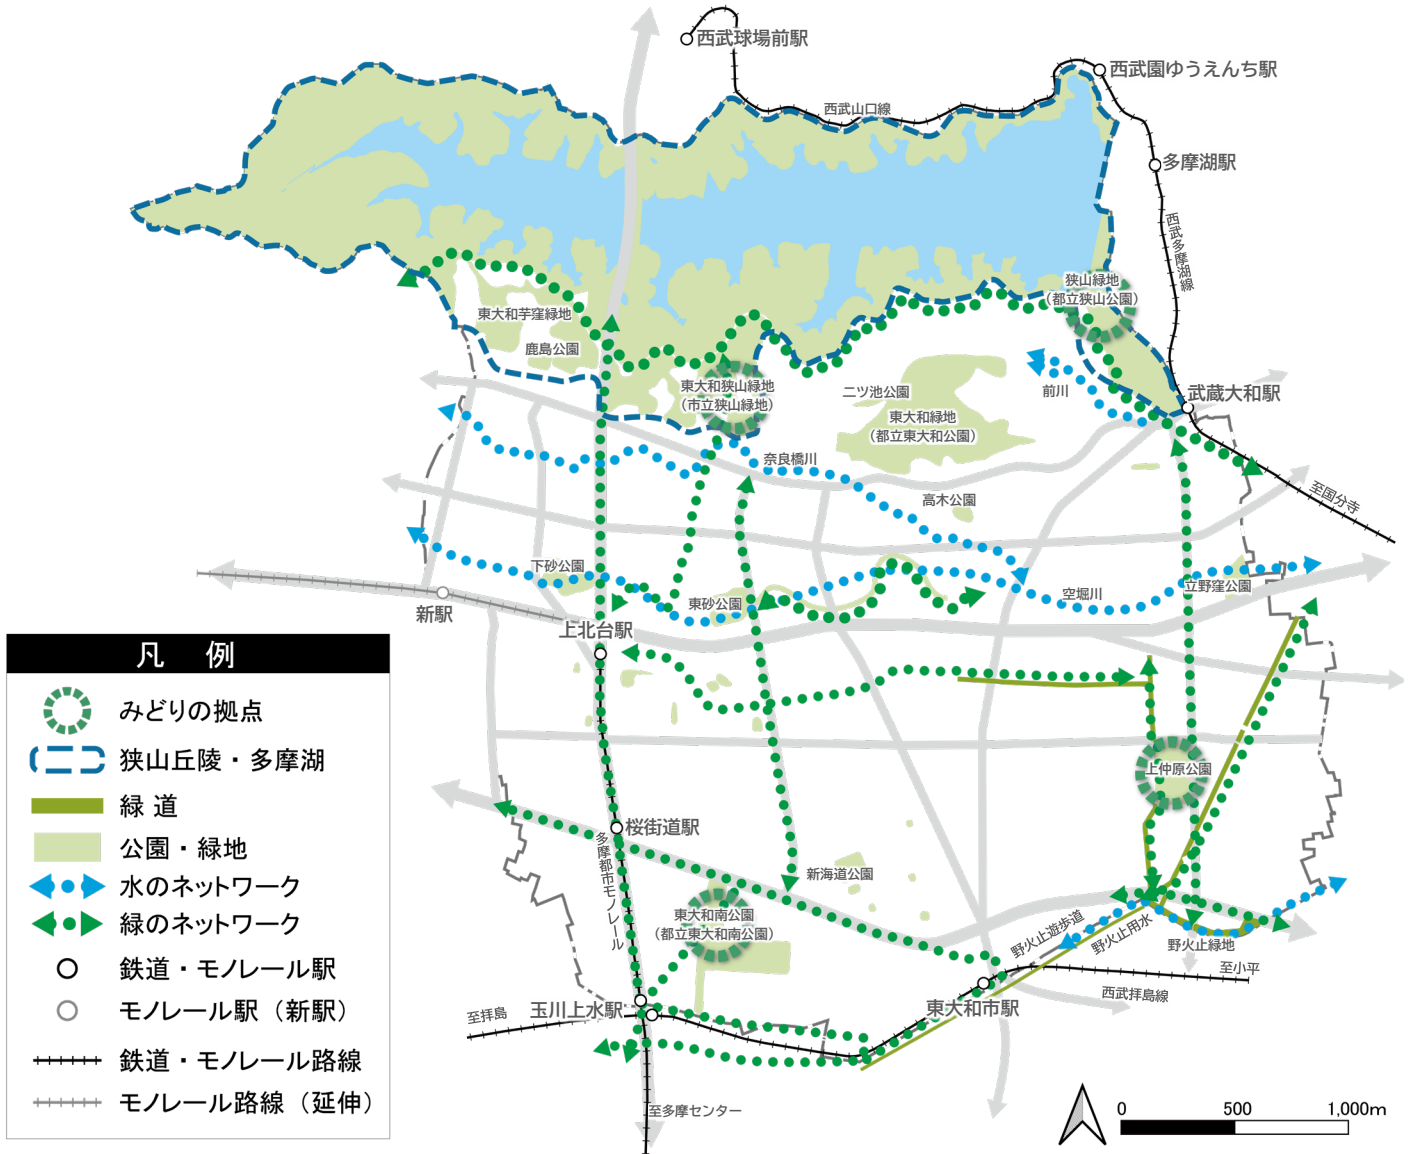 西武球場前駅
西武園ゆうえんち駅
西武山口線
多摩湖駅
西武多摩湖線
狭山緑地
（都立狭山公園）
東大和芋窪緑地
鹿島公園
東大和狭山緑地
（市立狭山緑地）
二ツ池公園
東大和緑地
（都立東大和公園）
前川
武蔵大和駅
奈良橋川
高木公園
至国分寺
下砂公園
東砂公園
空堀川
立野窪公園
新駅
上北台駅
上仲原公園
桜街道駅
多摩都市モノレール
新海道公園
東大和南公園
（都立東大和南公園）
野火止遊歩道
野火止用水
野火止緑地
至小平
西武拝島線
東大和市駅
玉川上水駅
至拝島
至多摩センター
凡 例
みどりの拠点
狭山丘陵・多摩湖
緑 道
公園・緑地
水のネットワーク
緑のネットワーク
鉄道・モノレール駅
モノレール駅（新駅）
鉄道・モノレール路線
モノレール路線（延伸）
0 500 1,000m